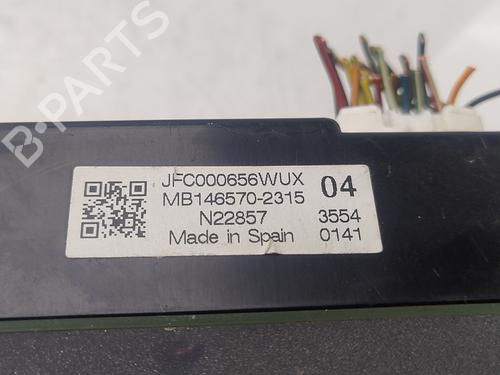 B-PARTS
JFC000656WUX 04
MB146570-2315
N22857 3554
Made in Spain 0141